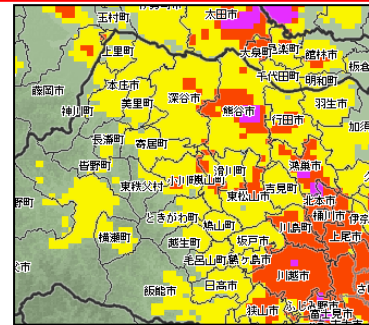 玉村町
太田市
上里町
大泉町
邑楽町
館林市
板倉
千代田町
明和町
藤岡市
本庄市
神川町
美里町
深谷市
熊谷市
羽生市
行田市
加須
長瀞町
寄居町
皆野町
東秩父村
小川町
嵐山町
滑川町
鴻巣市
吉見町
東松山市
北本市
桶川市
伊奈
野町
ときがわ町
鳩山町
川島町
上尾市
横瀬町
越生町
坂戸市
毛呂山町
鶴ヶ島市
父市
川越市
飯能市
日高市
狭山市
ふじみ野市
富士見市